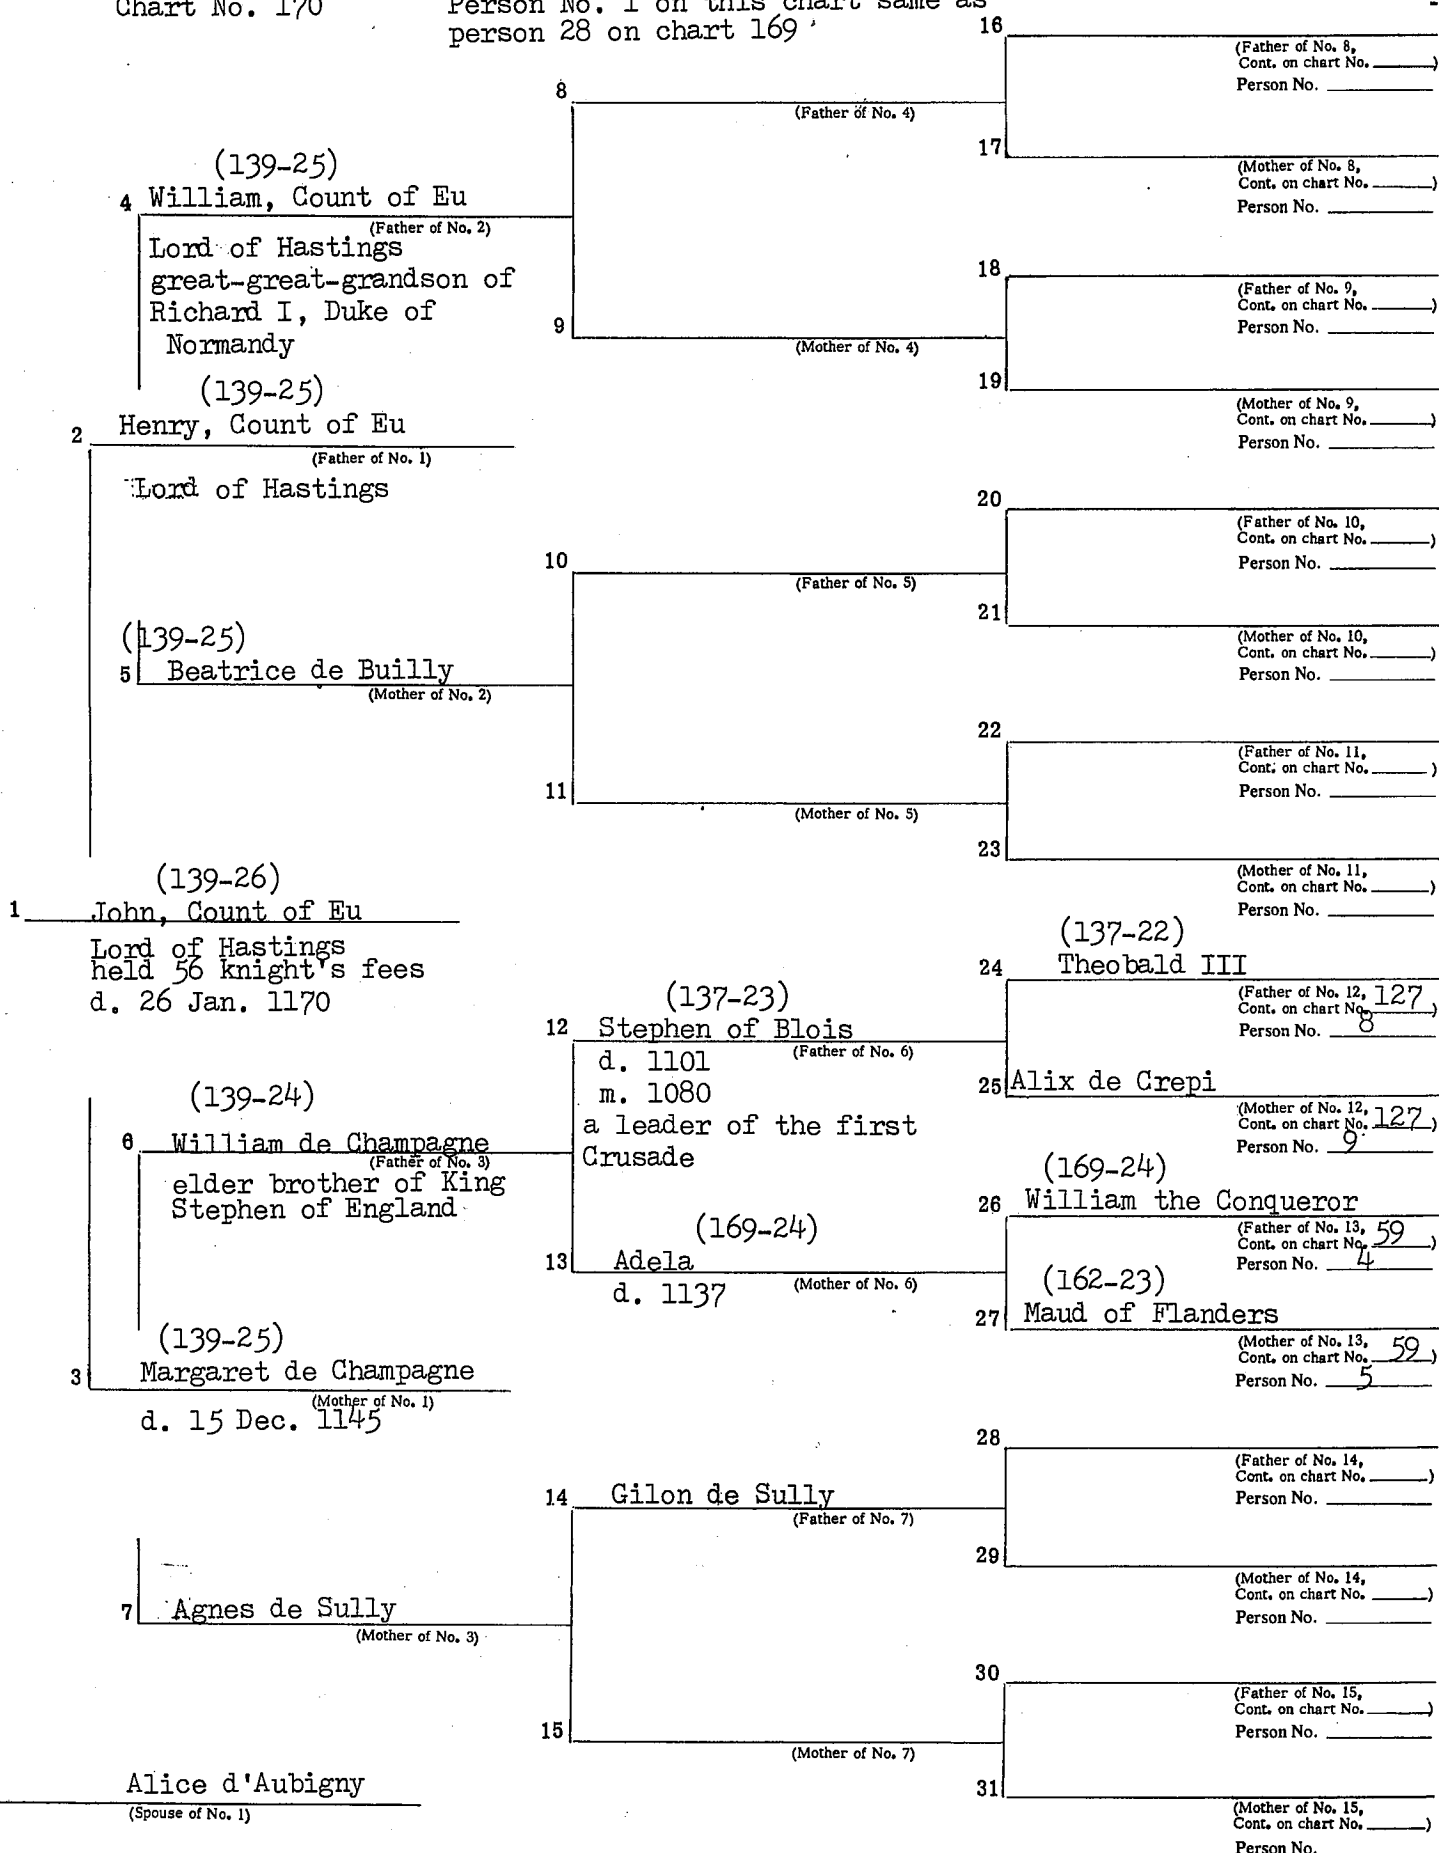 Chart No. 170
Person No. 1 on this chart same as
person 28 on chart 169
16
(Father of No. 8,
Cont. on chart No. )
Person No.
8
(Father of No. 4)
17
(Mother of No. 8,
Cont. on chart No. )
Person No.
(139-25)
4 William, Count of Eu
(Father of No. 2)
Lord of Hastings
great-great-grandson of
Richard I, Duke of
Normandy
18
(Father of No. 9,
Cont. on chart No. )
Person No.
9
(Mother of No. 4)
19
(Mother of No. 9,
Cont. on chart No. )
Person No.
(139-25)
2 Henry, Count of Eu
(Father of No. 1)
Lord of Hastings
20
(Father of No. 10,
Cont. on chart No. )
Person No.
10
(Father of No. 5)
21
(Mother of No. 10,
Cont. on chart No. )
Person No.
(139-25)
5 Beatrice de Builly
(Mother of No. 2)
22
(Father of No. 11,
Cont. on chart No. )
Person No.
11
(Mother of No. 5)
23
(Mother of No. 11,
Cont. on chart No. )
Person No.
(139-26)
1 John, Count of Eu
Lord of Hastings
held 56 knight's fees
d. 26 Jan. 1170
(137-22)
24 Theobald III
(Father of No. 12,
Cont. on chart No. 127)
Person No. 8
(137-23)
12 Stephen of Blois
(Father of No. 6)
d. 1101
m. 1080
a leader of the first
Crusade
25 Alix de Crepi
(Mother of No. 12,
Cont. on chart No. 127)
Person No. 9
(139-24)
6 William de Champagne
(Father of No. 3)
elder brother of King
Stephen of England
(169-24)
26 William the Conqueror
(Father of No. 13,
Cont. on chart No. 59)
Person No. 4
(169-24)
13 Adela
(Mother of No. 6)
d. 1137
(162-23)
27 Maud of Flanders
(Mother of No. 13,
Cont. on chart No. 59)
Person No. 5
(139-25)
3 Margaret de Champagne
(Mother of No. 1)
d. 15 Dec. 1145
28
(Father of No. 14,
Cont. on chart No. )
Person No.
14 Gilon de Sully
(Father of No. 7)
29
(Mother of No. 14,
Cont. on chart No. )
Person No.
7 Agnes de Sully
(Mother of No. 3)
30
(Father of No. 15,
Cont. on chart No. )
Person No.
15
(Mother of No. 7)
31
(Mother of No. 15,
Cont. on chart No. )
Person No.
Alice d'Aubigny
(Spouse of No. 1)